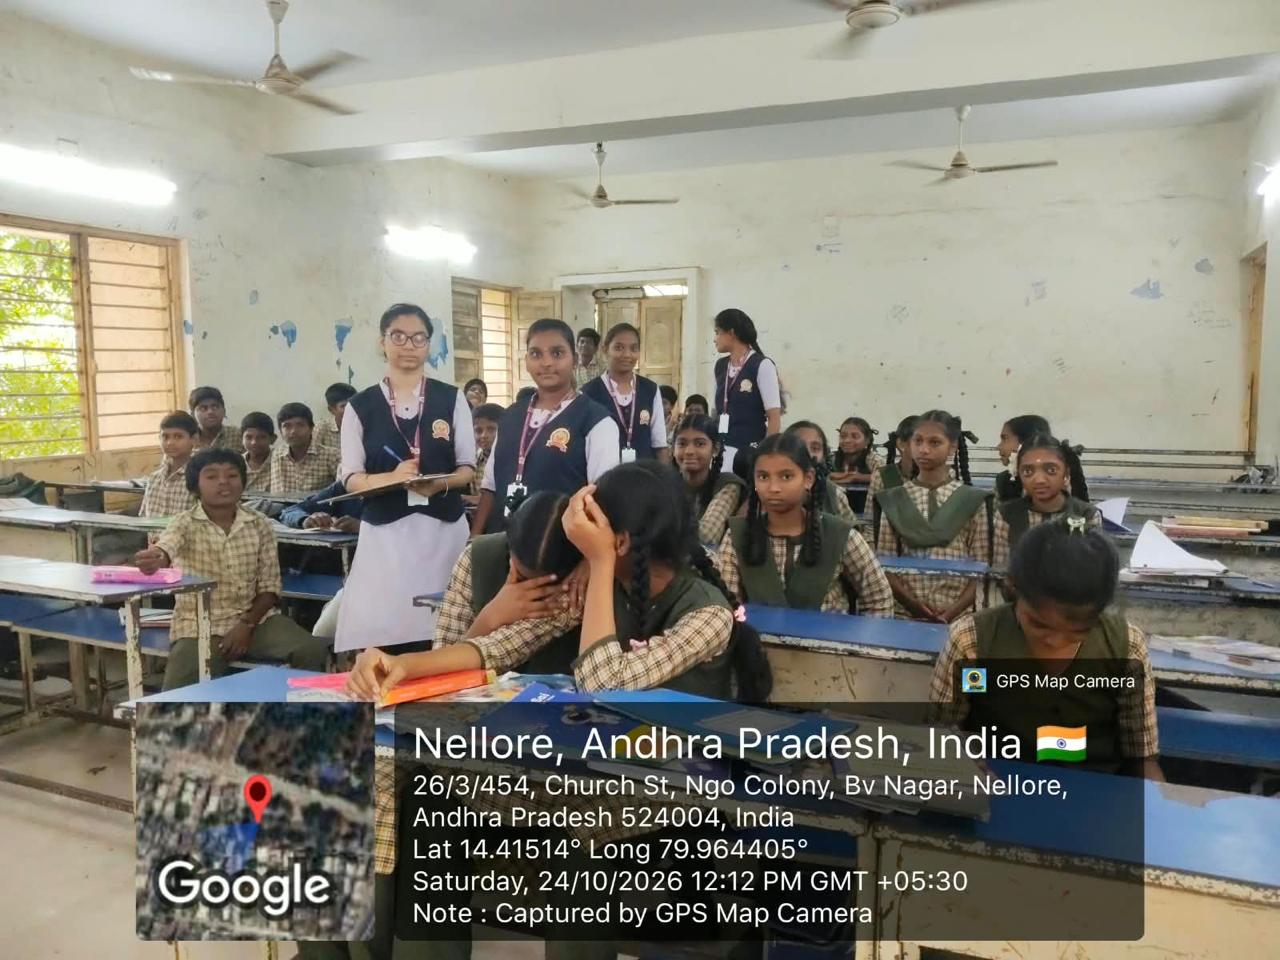 GPS Map Camera
Nellore, Andhra Pradesh, India
26/3/454, Church St, Ngo Colony, Bv Nagar, Nellore,
Andhra Pradesh 524004, India
Lat 14.41514° Long 79.964405°
Saturday, 24/10/2026 12:12 PM GMT +05:30
Note : Captured by GPS Map Camera
Google